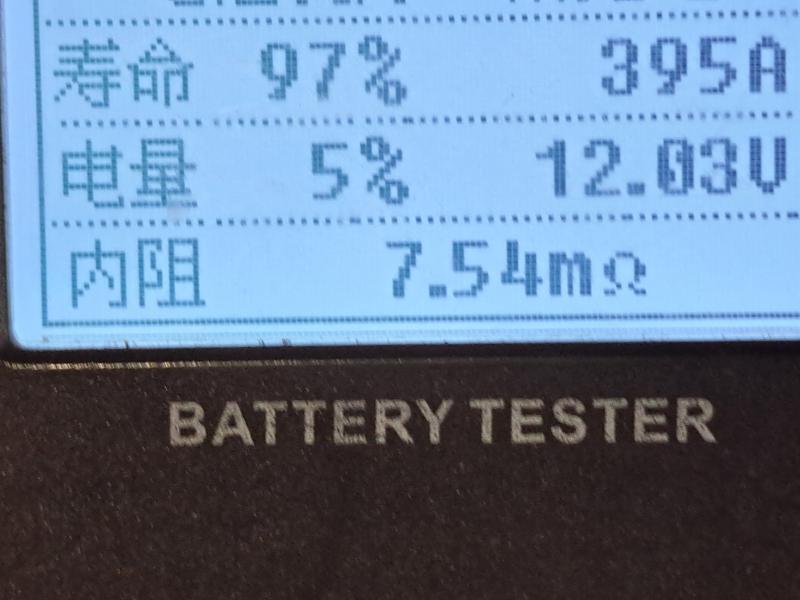 寿命 97% 395A
电量 5% 12.03V
内阻 7.54mΩ
BATTERY TESTER